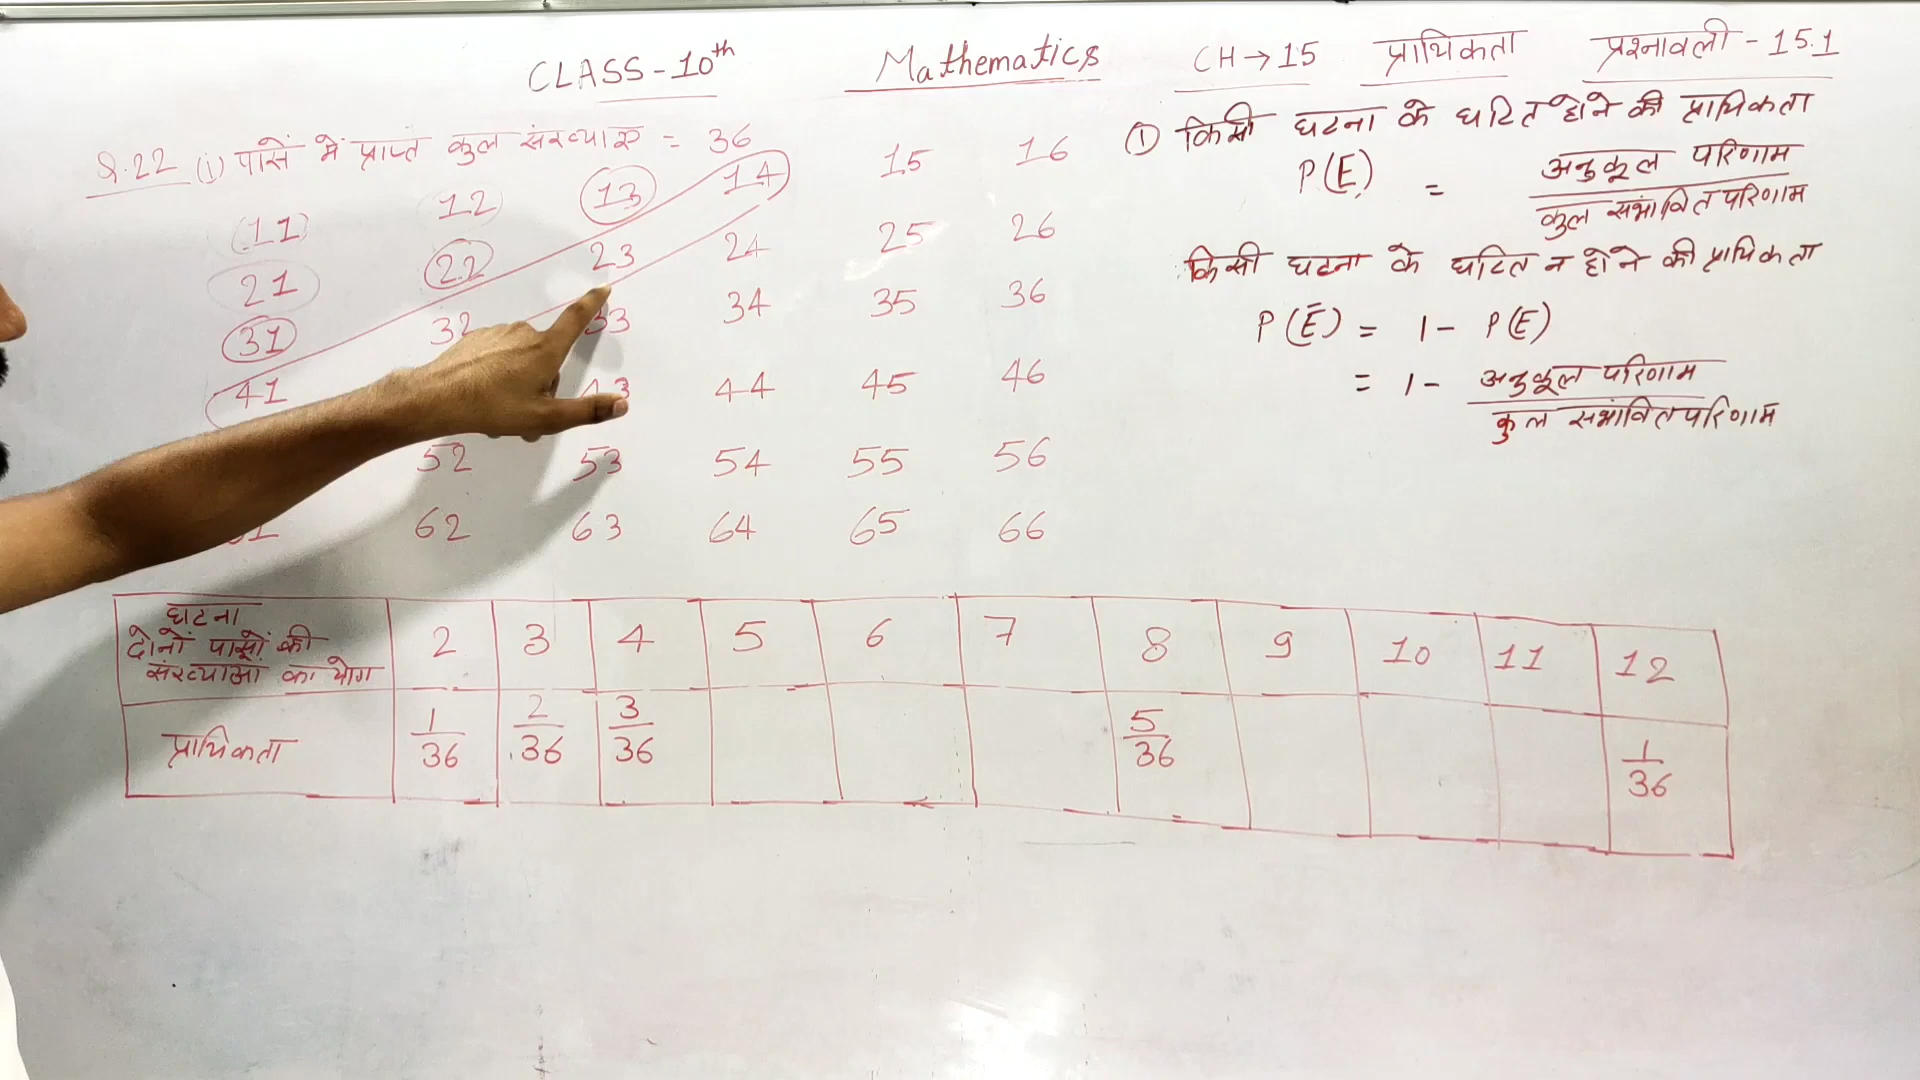 CLASS-10th Mathematics CH→15 प्रायिकता प्रश्नावली-15.1
Q.22 (i) पासें में प्राप्त कुल संख्याए = 36
(11) 12 13 14 15 16
21 22 23 24 25 26
31 32 33 34 35 36
41 43 44 45 46
52 53 54 55 56
62 63 64 65 66
① किसी घटना के घटित होने की प्रायिकता
P(E) = अनुकूल परिणाम
कुल सभांवित परिणाम
किसी घटना के घटित न होने की प्रायिकता
P(Ē) = 1- P(E)
= 1- अनुकूल परिणाम
कुल सभांवित परिणाम
घटना
दोनों पासों की
संख्याओं का योग
2 3 4 5 6 7 8 9 10 11 12
प्रायिकता
1/36 2/36 3/36 5/36 1/36